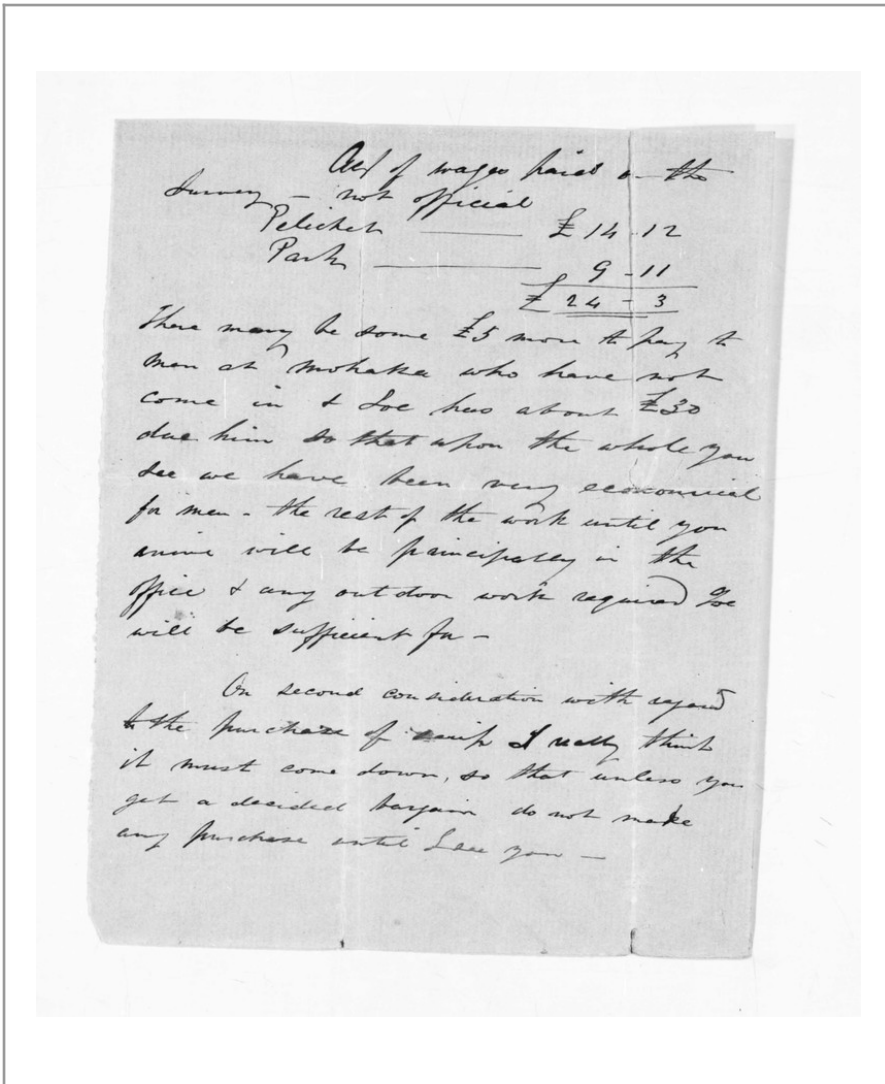 Acct of wages paid on the
Survey – not official
Pelichet —— £ 14 - 12
Park —— 9 - 11
£ 24 - 3
There may be some £5 more to pay to
men at Mohaka who have not
come in & Joe has about £30
due him so that upon the whole you
see we have been very economical
for men - the rest of the work until you
arrive will be principally in the
office & any outdoor work required Joe
will be sufficient for –
On second consideration with regard
to the purchase of scrip I really think
it must come down, so that unless you
get a decided bargain do not make
any purchase until I see you –